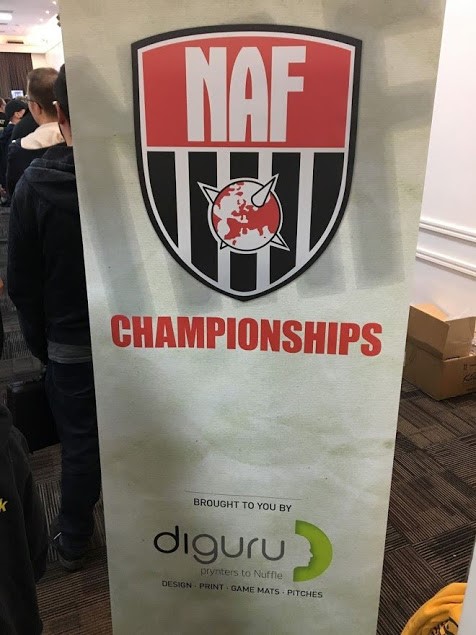 NAF
CHAMPIONSHIPS
BROUGHT TO YOU BY
diguru
prynters to Nuffle
DESIGN · PRINT · GAME MATS · PITCHES